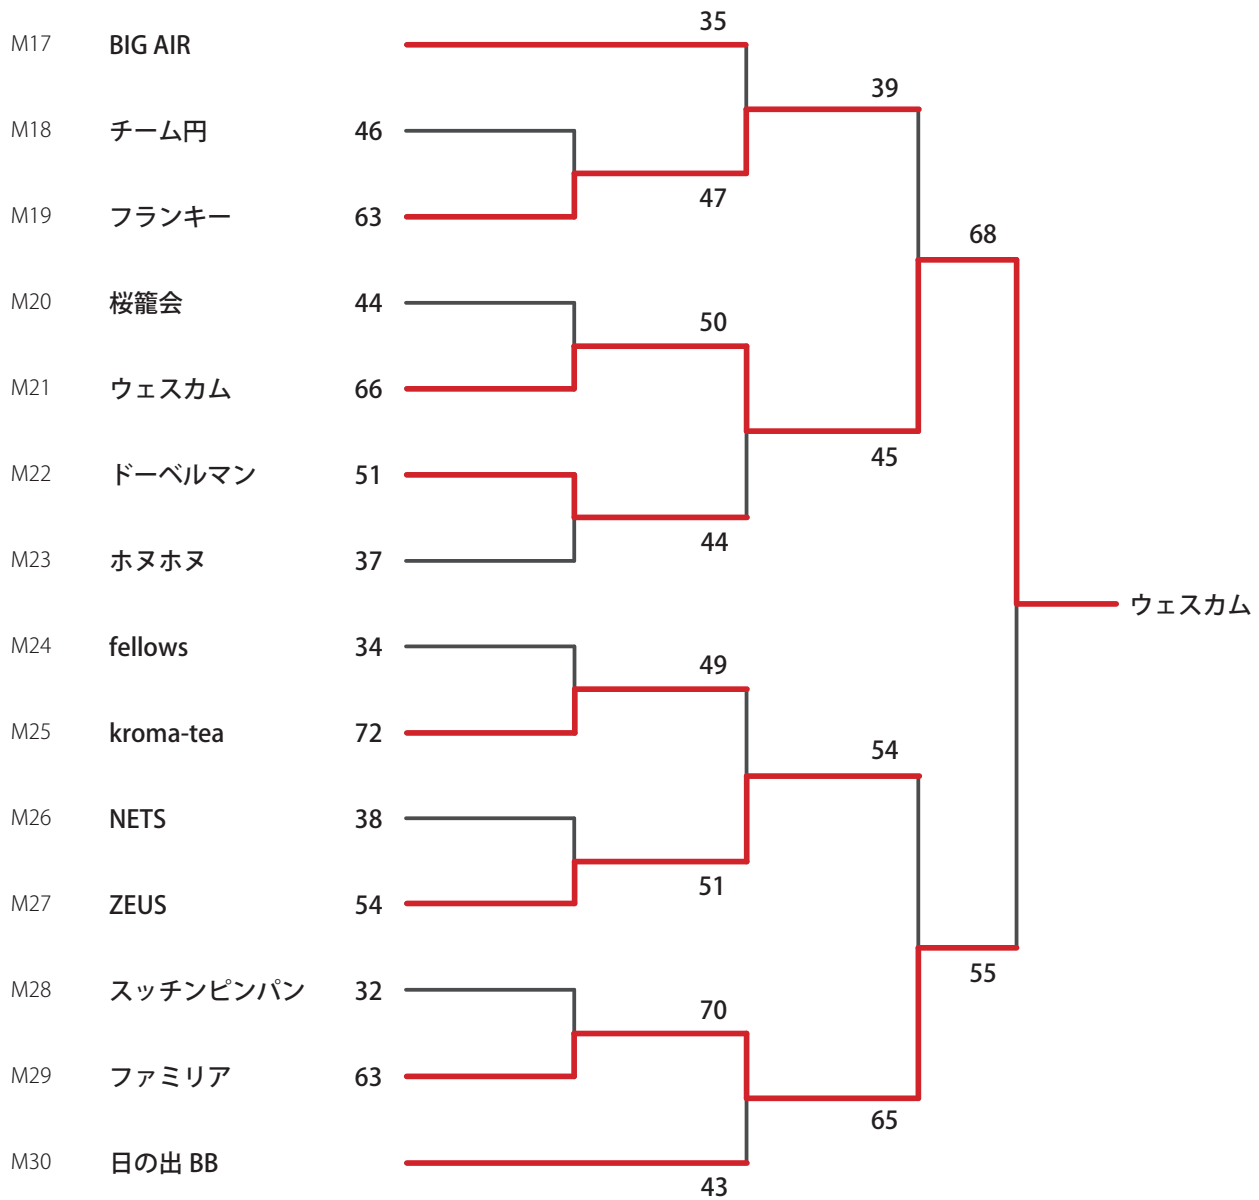 35
M17 BIG AIR
39
M18 チーム円 46
47
M19 フランキー 63
68
M20 桜籠会 44
50
M21 ウェスカム 66
45
M22 ドーベルマン 51
44
M23 ホヌホヌ 37
ウェスカム
M24 fellows 34
49
M25 kroma-tea 72
54
M26 NETS 38
51
M27 ZEUS 54
55
M28 スッチンピンパン 32
70
M29 ファミリア 63
65
M30 日の出 BB
43